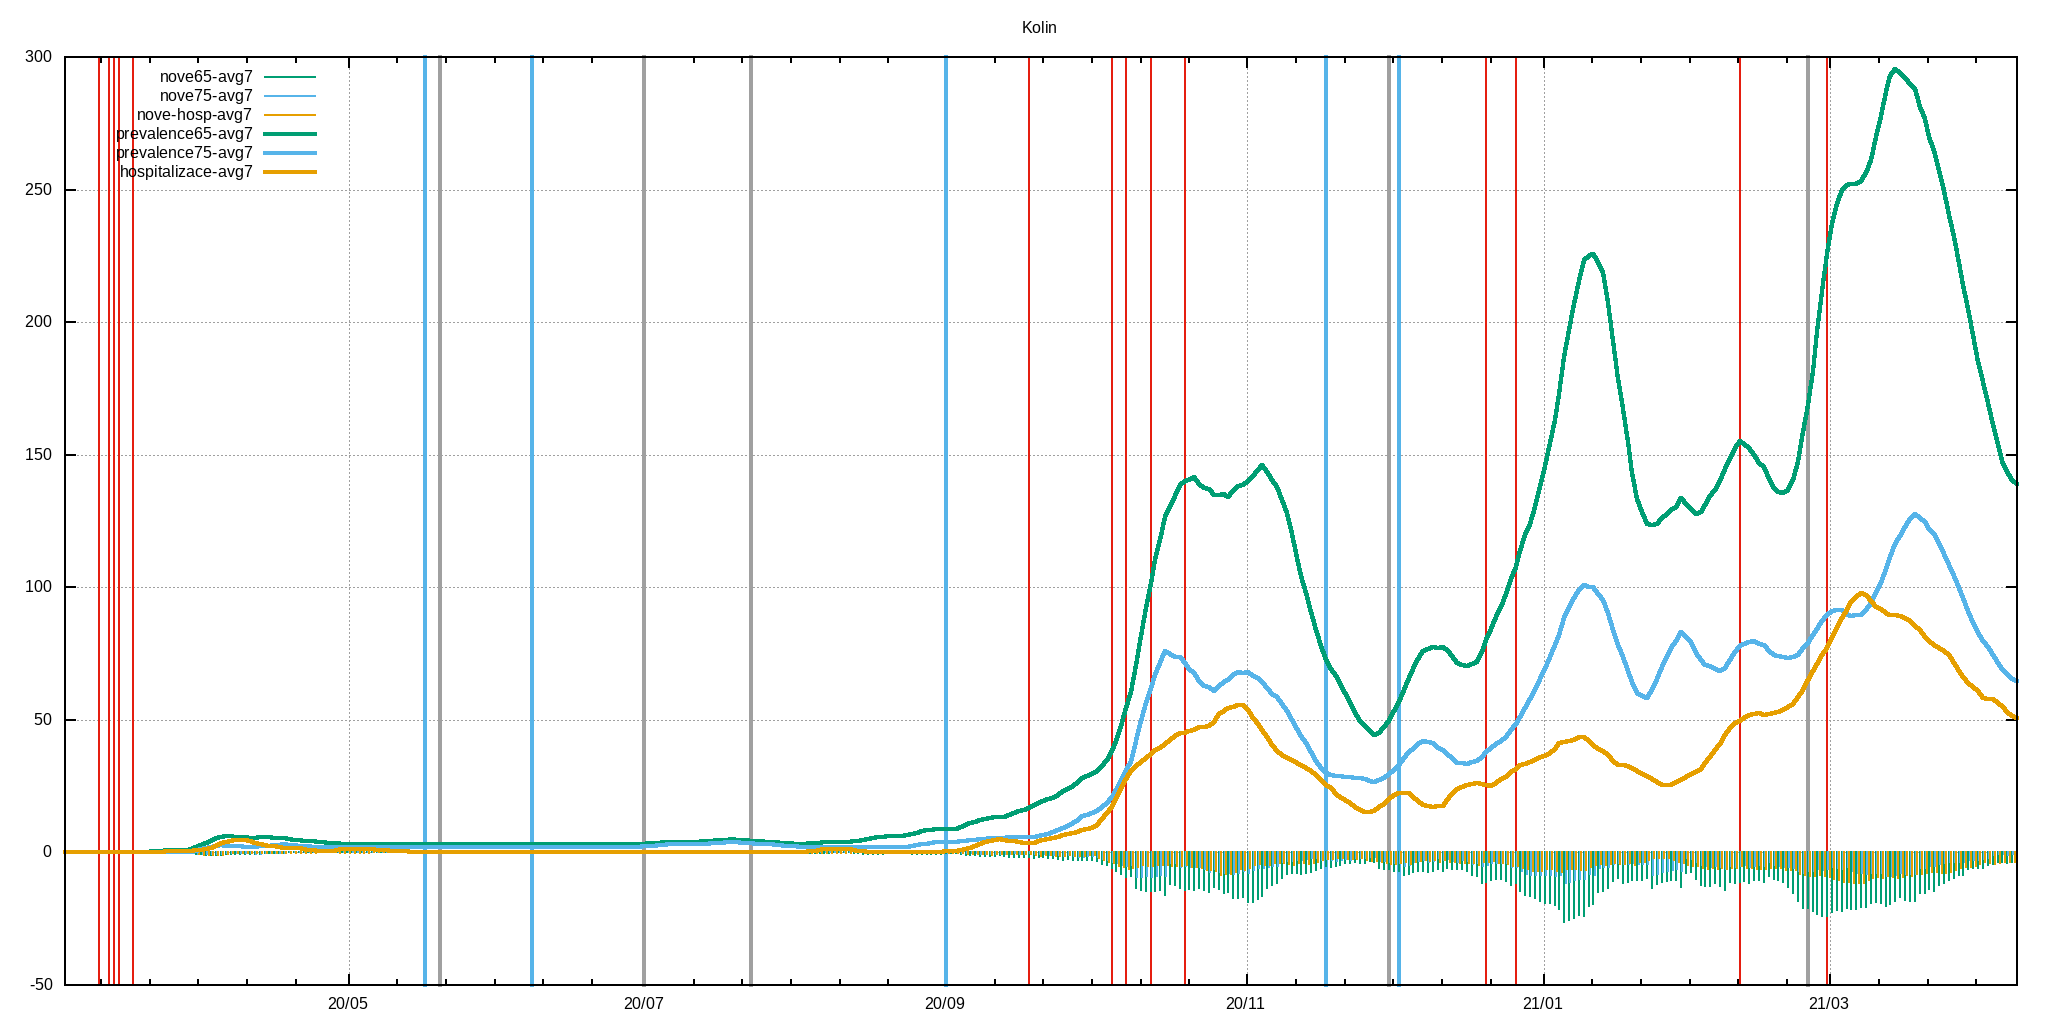 Kolin
300
250
200
150
100
50
0
-50
nove65-avg7
nove75-avg7
nove-hosp-avg7
prevalence65-avg7
prevalence75-avg7
hospitalizace-avg7
20/05
20/07
20/09
20/11
21/01
21/03